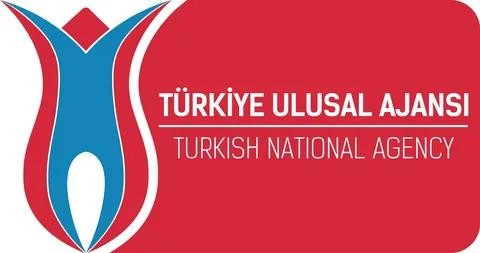 TÜRKİYE ULUSAL AJANSI
TURKISH NATIONAL AGENCY